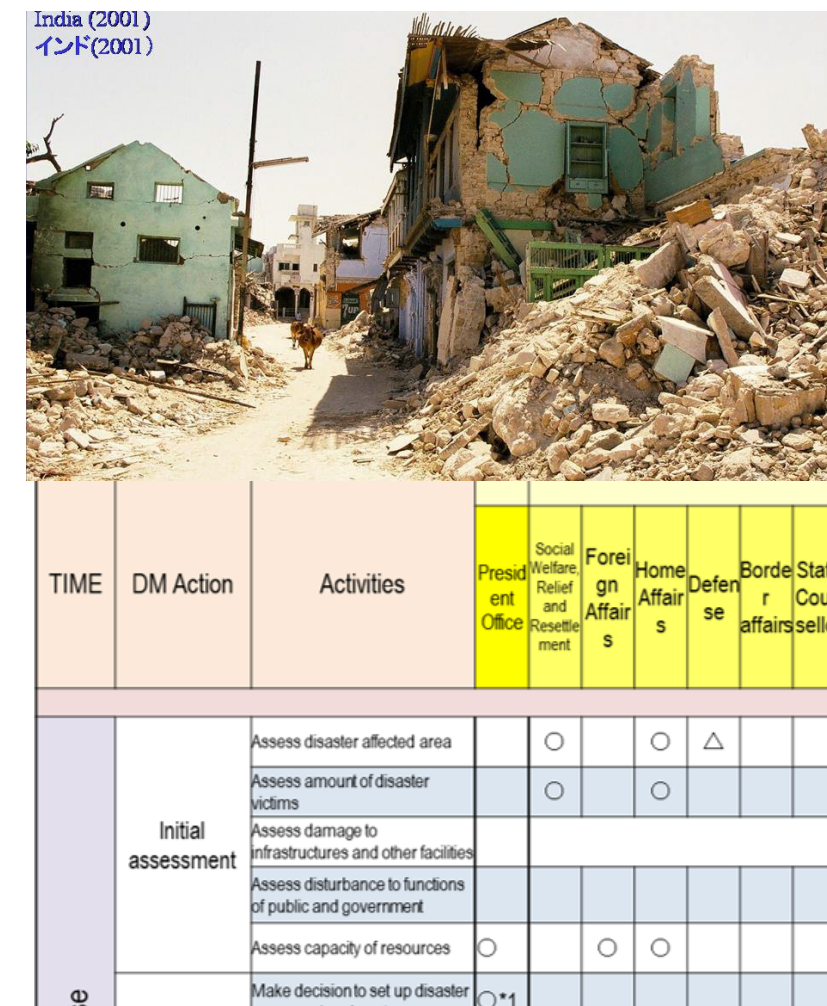 India (2001)
インド(2001)
TIME
DM Action
Activities
Presid
ent
Office
Social
Welfare,
Relief
and
Resettle
ment
Forei
gn
Affair
s
Home
Affair
s
Defen
se
Borde
r
affairs
Assess disaster affected area ○ ○ △
Assess amount of disaster
victims ○ ○
Initial
assessment
Assess damage to
infrastructures and other facilities
Assess disturbance to functions
of public and government
Assess capacity of resources ○ ○ ○
Make decision to set up disaster ○*1